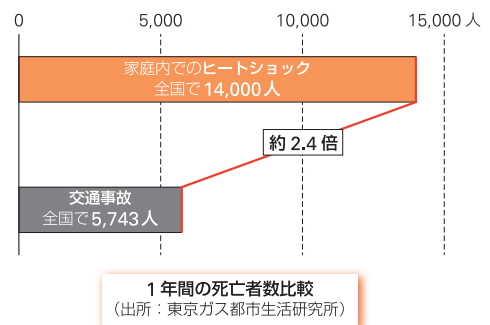 0 5,000 10,000 15,000 人
家庭内でのヒートショック
全国で 14,000 人
約 2.4 倍
交通事故
全国で 5,743 人
1 年間の死亡者数比較
（出所：東京ガス都市生活研究所）